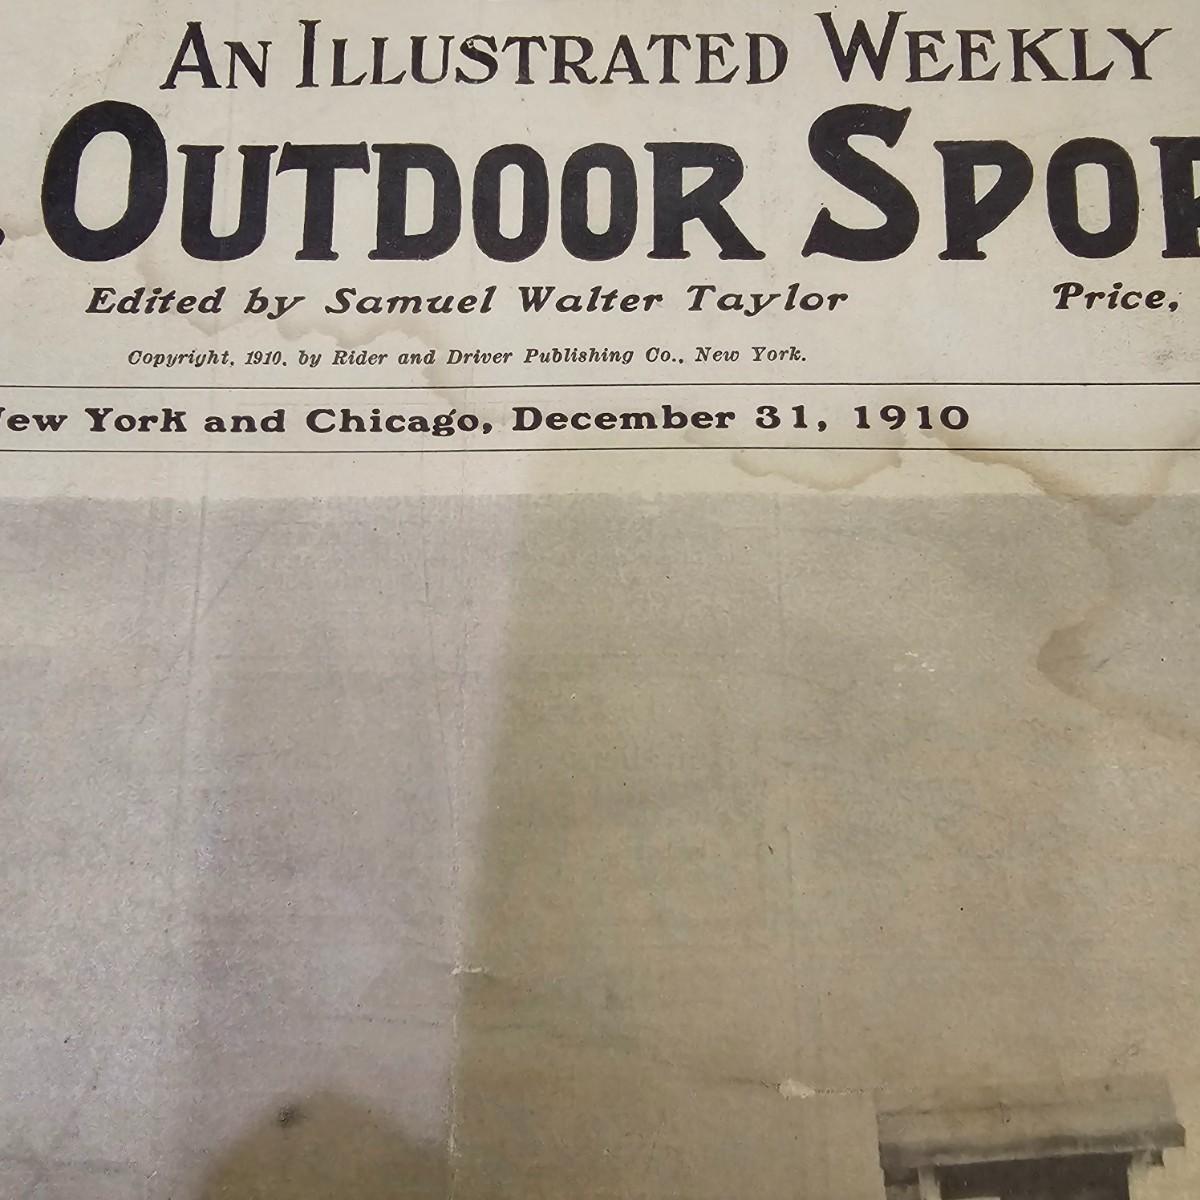 AN ILLUSTRATED WEEKLY
OUTDOOR SPOR
Edited by Samuel Walter Taylor Price,
Copyright, 1910, by Rider and Driver Publishing Co., New York.
ew York and Chicago, December 31, 1910